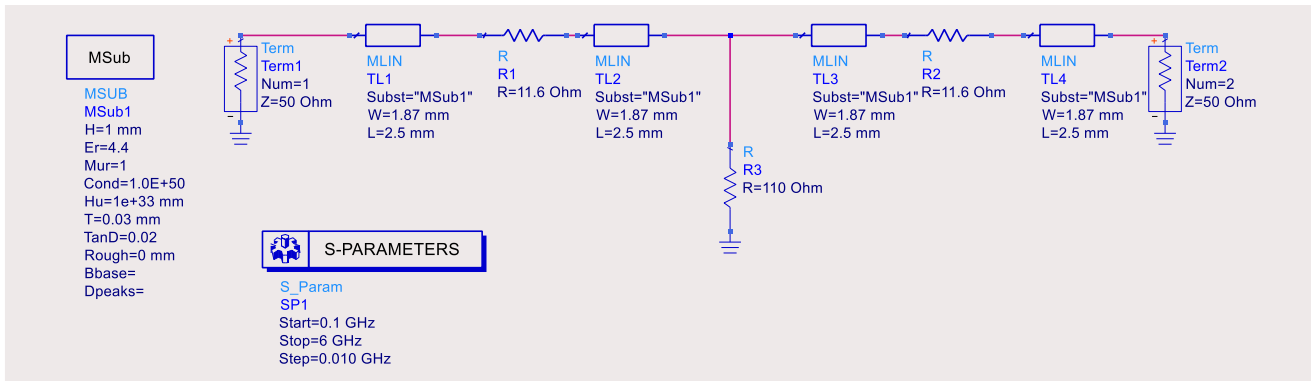 MSub
MSUB
MSub1
H=1 mm
Er=4.4
Mur=1
Cond=1.0E+50
Hu=1e+33 mm
T=0.03 mm
TanD=0.02
Rough=0 mm
Bbase=
Dpeaks=
+
-
Term
Term1
Num=1
Z=50 Ohm
MLIN
TL1
Subst="MSub1"
W=1.87 mm
L=2.5 mm
R
R1
R=11.6 Ohm
MLIN
TL2
Subst="MSub1"
W=1.87 mm
L=2.5 mm
R
R3
R=110 Ohm
MLIN
TL3
Subst="MSub1"
W=1.87 mm
L=2.5 mm
R
R2
R=11.6 Ohm
MLIN
TL4
Subst="MSub1"
W=1.87 mm
L=2.5 mm
+
-
Term
Term2
Num=2
Z=50 Ohm
S-PARAMETERS
S_Param
SP1
Start=0.1 GHz
Stop=6 GHz
Step=0.010 GHz